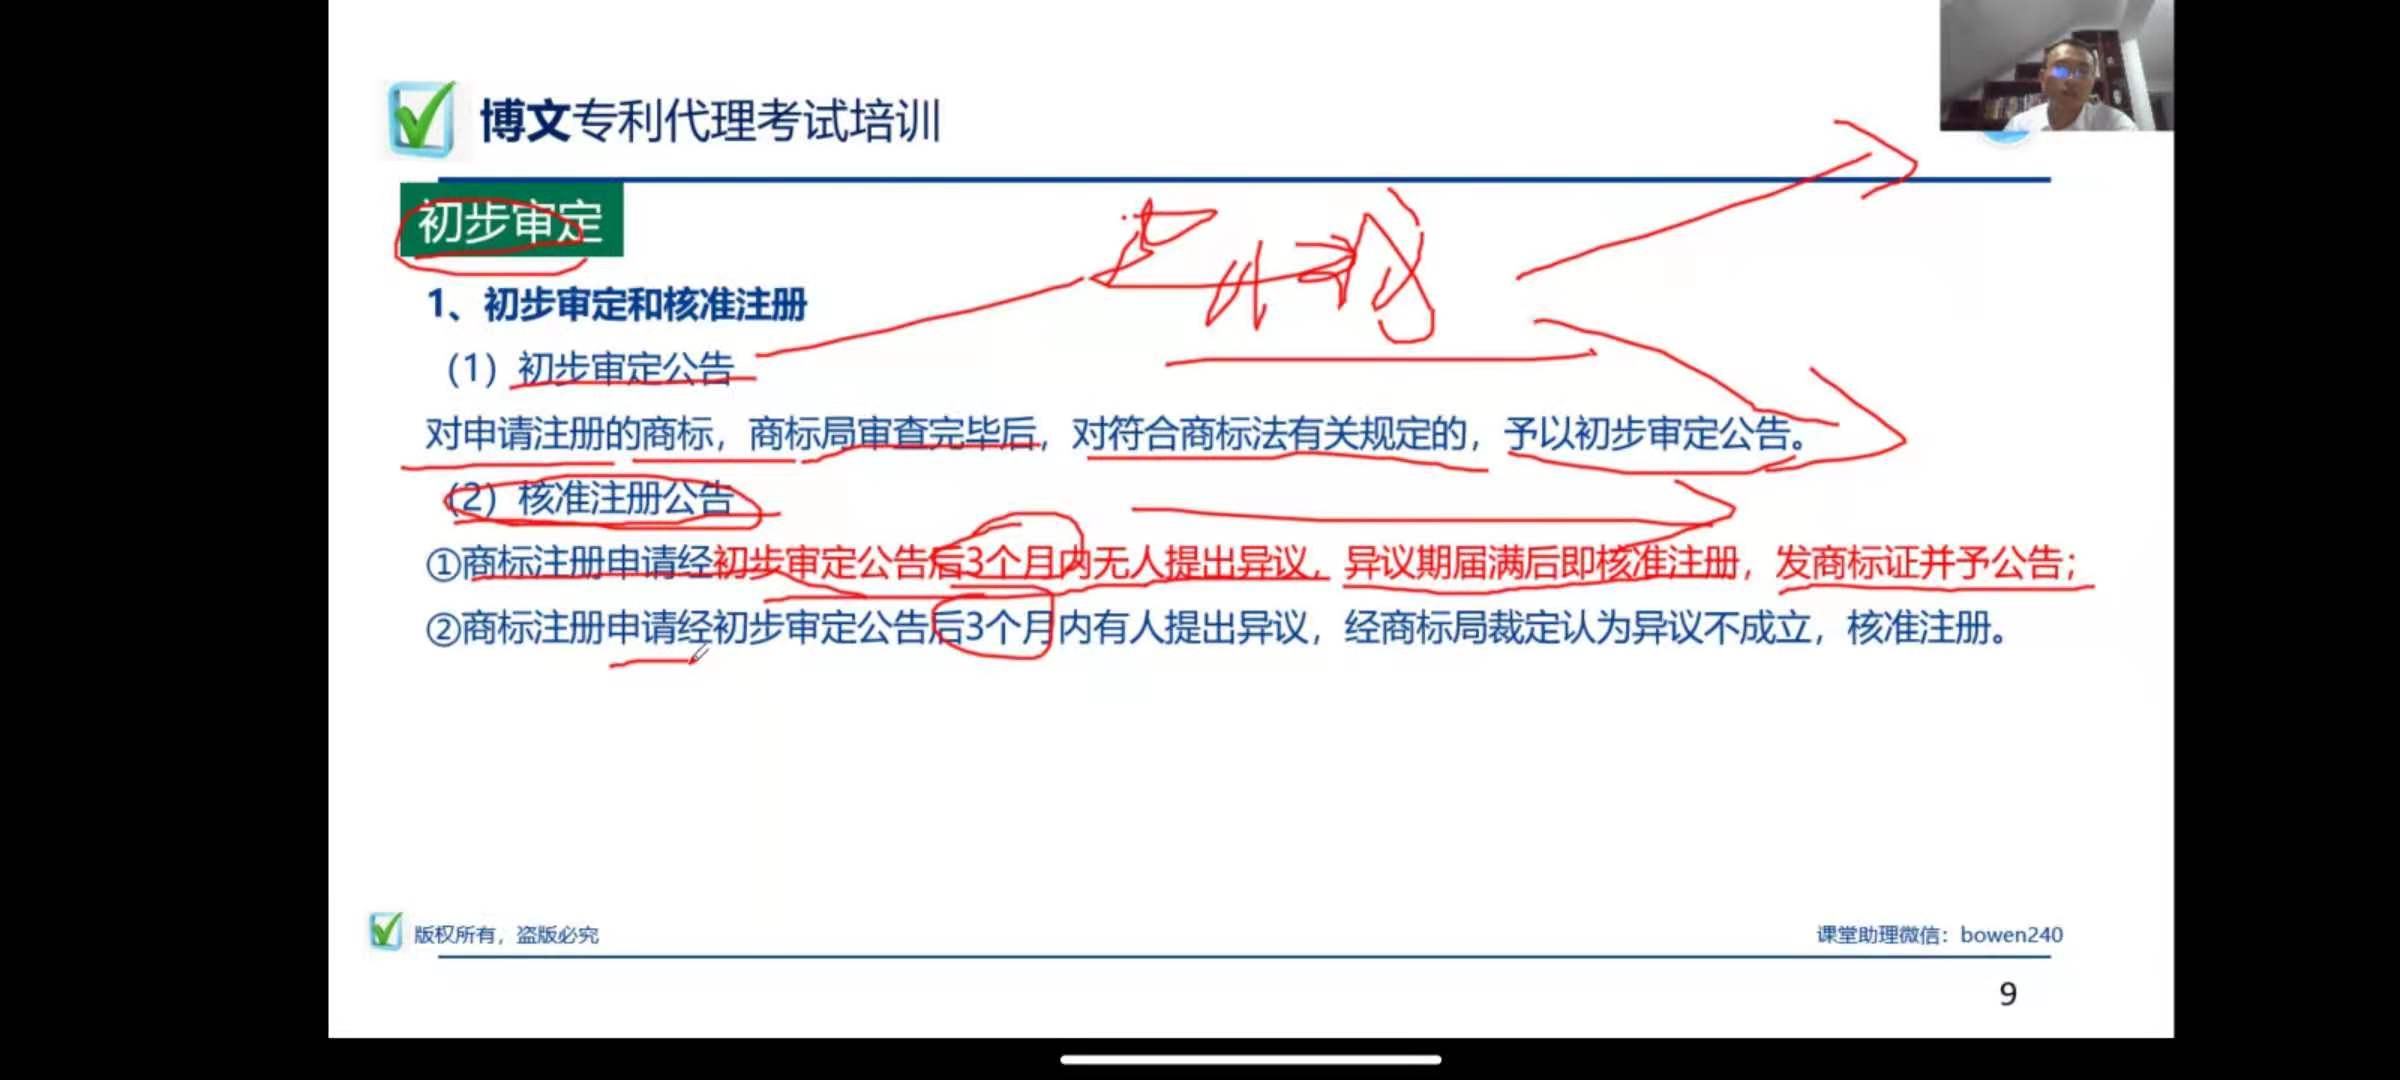 博文专利代理考试培训
初步审定
1、初步审定和核准注册
（1）初步审定公告
对申请注册的商标，商标局审查完毕后，对符合商标法有关规定的，予以初步审定公告。
（2）核准注册公告
①商标注册申请经初步审定公告后3个月内无人提出异议，异议期届满后即核准注册，发商标证并予公告；
②商标注册申请经初步审定公告后3个月内有人提出异议，经商标局裁定认为异议不成立，核准注册。
版权所有，盗版必究
课堂助理微信：bowen240
9